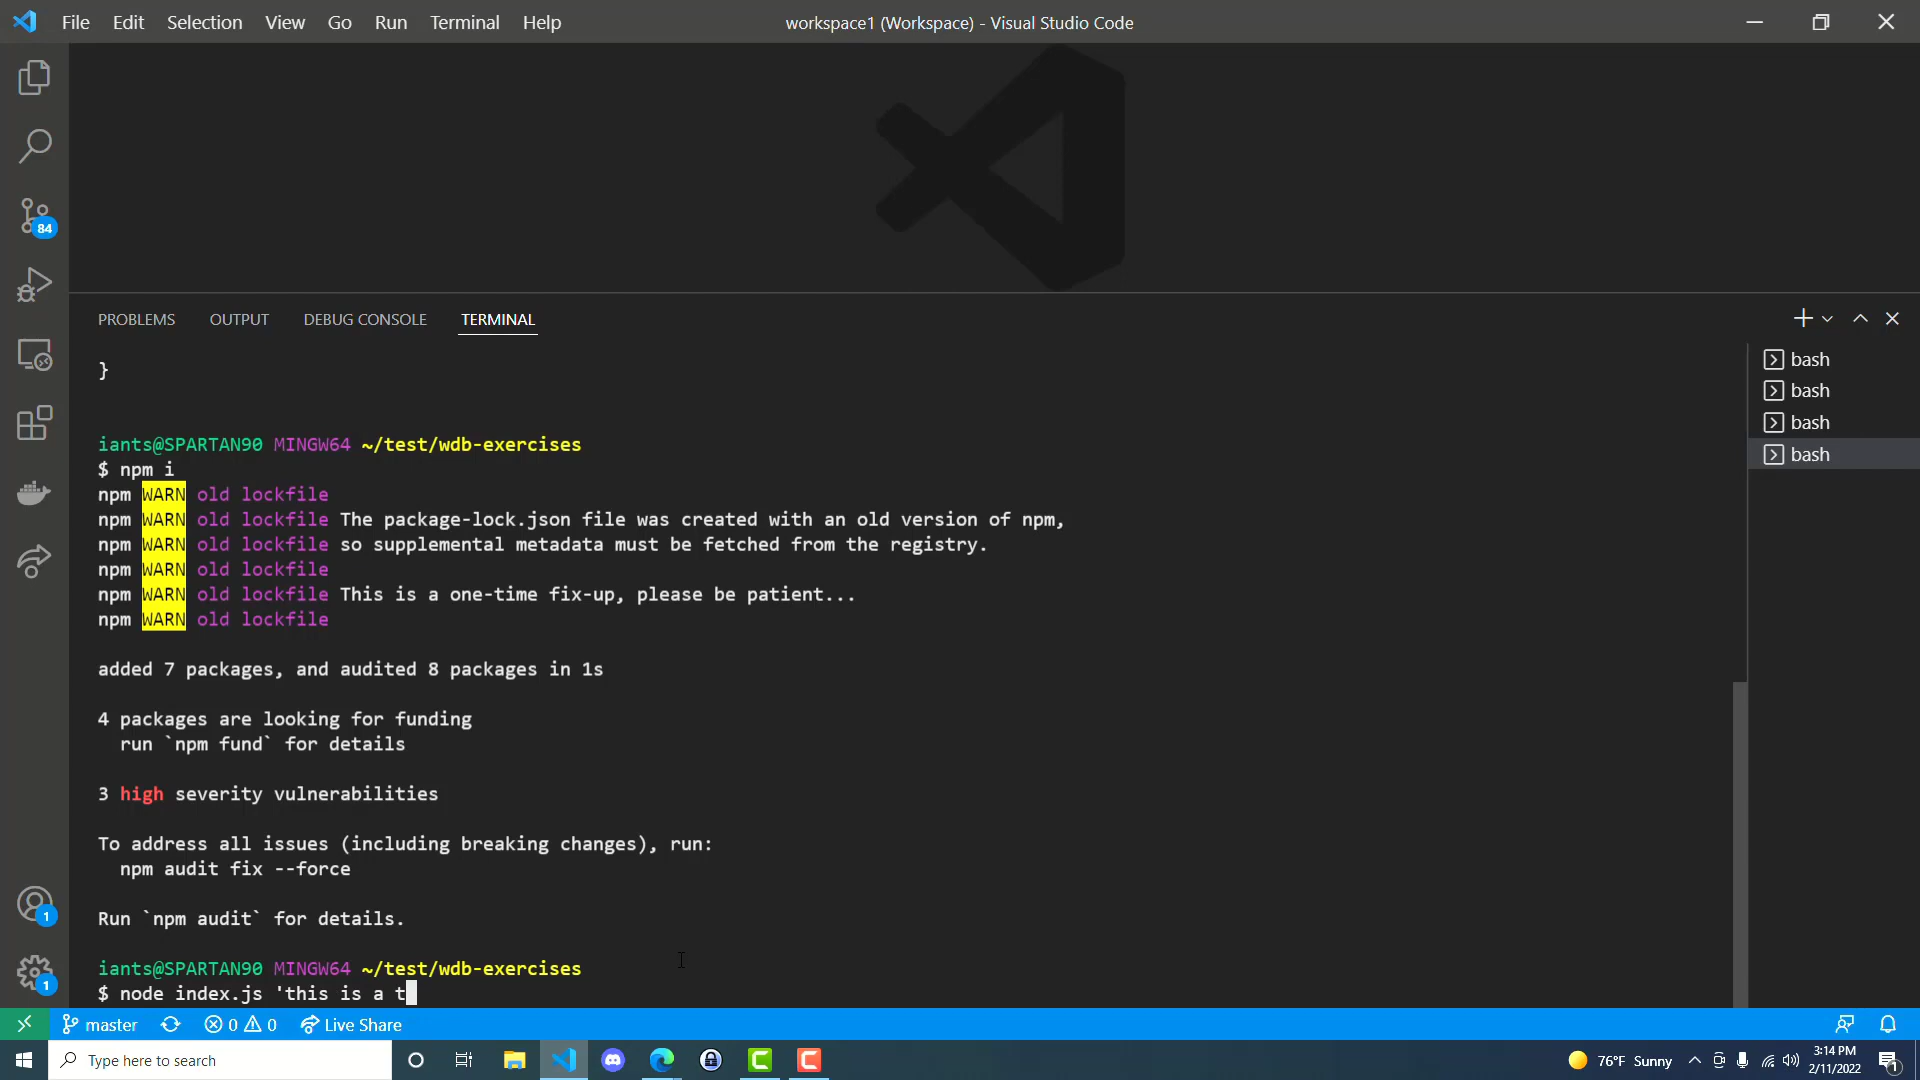 File Edit Selection View Go Run Terminal Help
workspace1 (Workspace) - Visual Studio Code
84
PROBLEMS OUTPUT DEBUG CONSOLE TERMINAL
bash
bash
bash
bash
}
iants@SPARTAN90 MINGW64 ~/test/wdb-exercises
$ npm i
npm WARN old lockfile
npm WARN old lockfile The package-lock.json file was created with an old version of npm,
npm WARN old lockfile so supplemental metadata must be fetched from the registry.
npm WARN old lockfile
npm WARN old lockfile This is a one-time fix-up, please be patient...
npm WARN old lockfile
added 7 packages, and audited 8 packages in 1s
4 packages are looking for funding
run `npm fund` for details
3 high severity vulnerabilities
To address all issues (including breaking changes), run:
npm audit fix --force
Run `npm audit` for details.
iants@SPARTAN90 MINGW64 ~/test/wdb-exercises
$ node index.js 'this is a t
1
1
master 0 0 Live Share
Type here to search
76°F Sunny
3:14 PM
2/11/2022
1